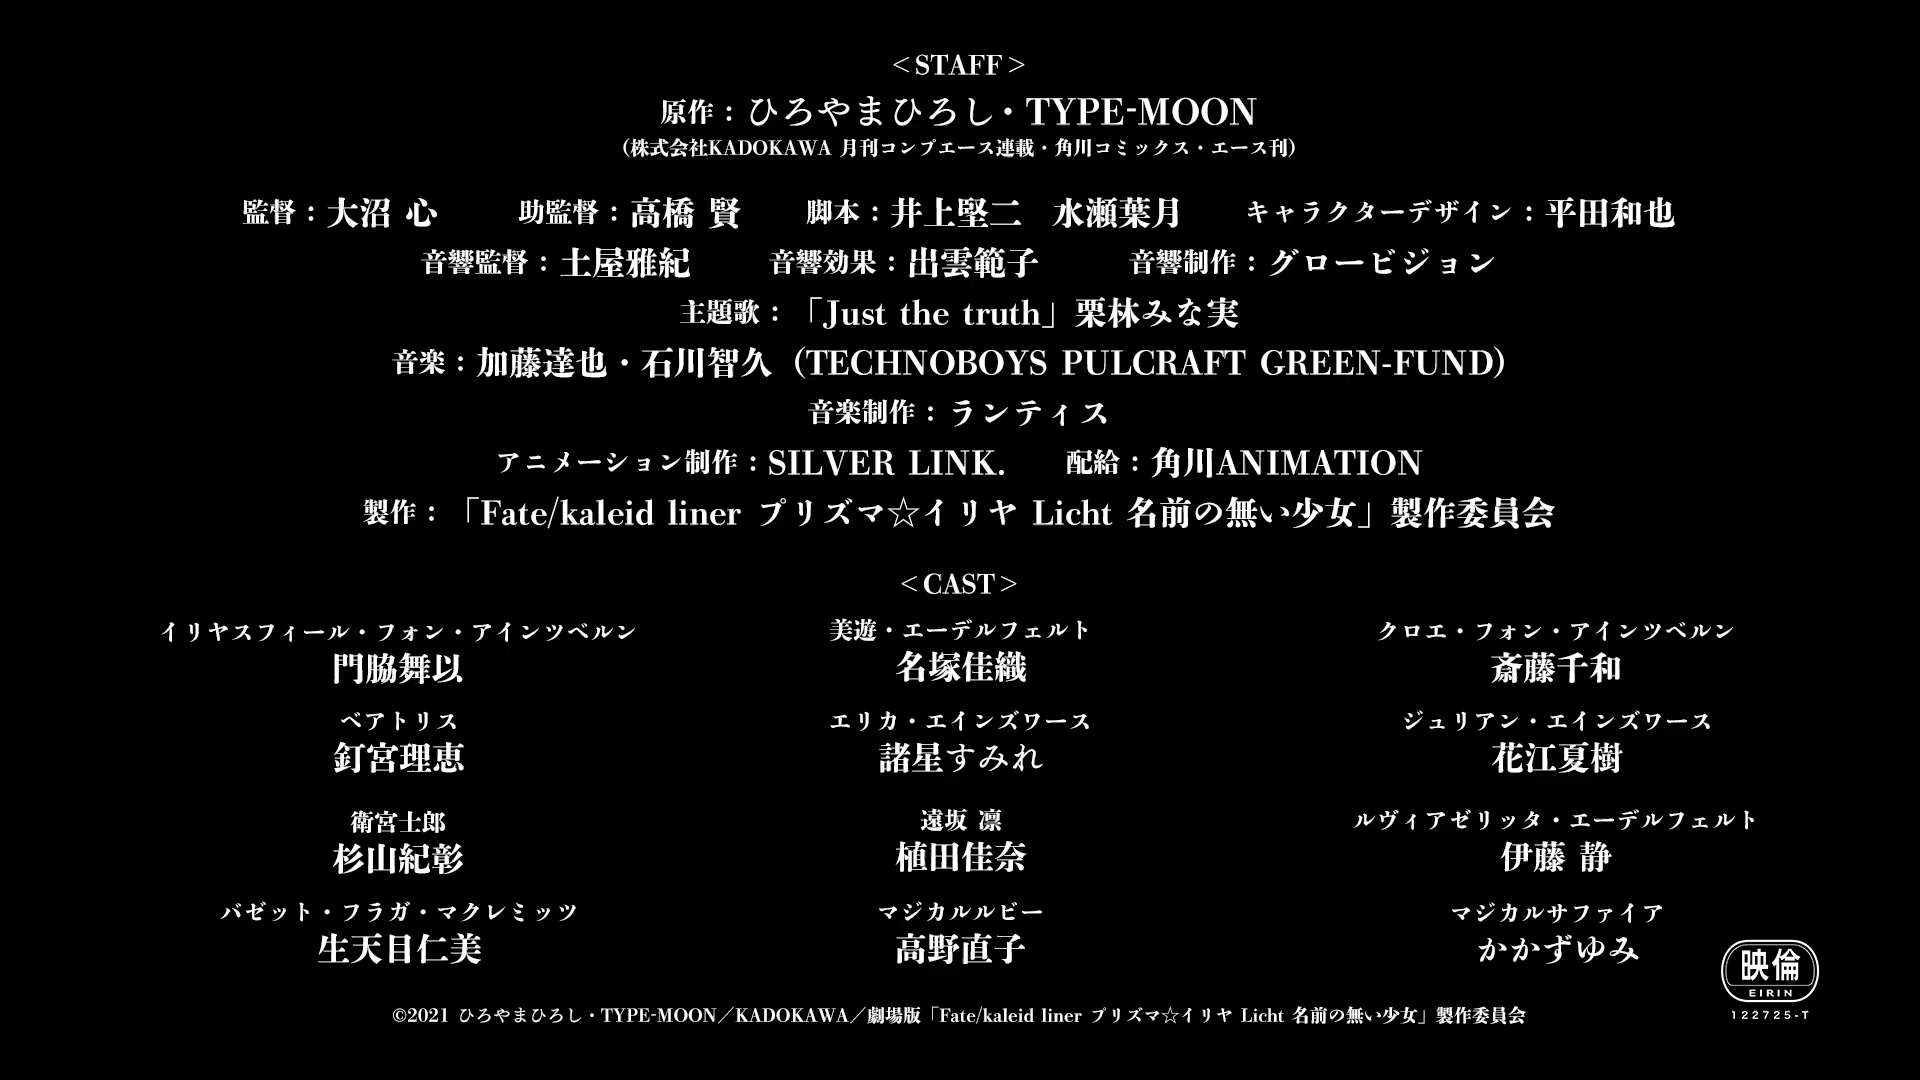 ＜STAFF＞
原作：ひろやまひろし・TYPE-MOON
（株式会社KADOKAWA 月刊コンプエース連載・角川コミックス・エース刊）
監督：大沼 心　助監督：高橋 賢　脚本：井上堅二　水瀬葉月　キャラクターデザイン：平田和也
音響監督：土屋雅紀　音響効果：出雲範子　音響制作：グロービジョン
主題歌：「Just the truth」栗林みな実
音楽：加藤達也・石川智久（TECHNOBOYS PULCRAFT GREEN-FUND）
音楽制作：ランティス
アニメーション制作：SILVER LINK.　配給：角川ANIMATION
製作：「Fate/kaleid liner プリズマ☆イリヤ Licht 名前の無い少女」製作委員会
＜CAST＞
イリヤスフィール・フォン・アインツベルン　美遊・エーデルフェルト　クロエ・フォン・アインツベルン
門脇舞以　名塚佳織　斎藤千和
ベアトリス　エリカ・エインズワース　ジュリアン・エインズワース
釘宮理恵　諸星すみれ　花江夏樹
衛宮士郎　遠坂 凛　ルヴィアゼリッタ・エーデルフェルト
杉山紀彰　植田佳奈　伊藤 静
バゼット・フラガ・マクレミッツ　マジカルルビー　マジカルサファイア
生天目仁美　高野直子　かかずゆみ
映倫
EIRIN
122725-T
©2021 ひろやまひろし・TYPE-MOON／KADOKAWA／劇場版「Fate/kaleid liner プリズマ☆イリヤ Licht 名前の無い少女」製作委員会